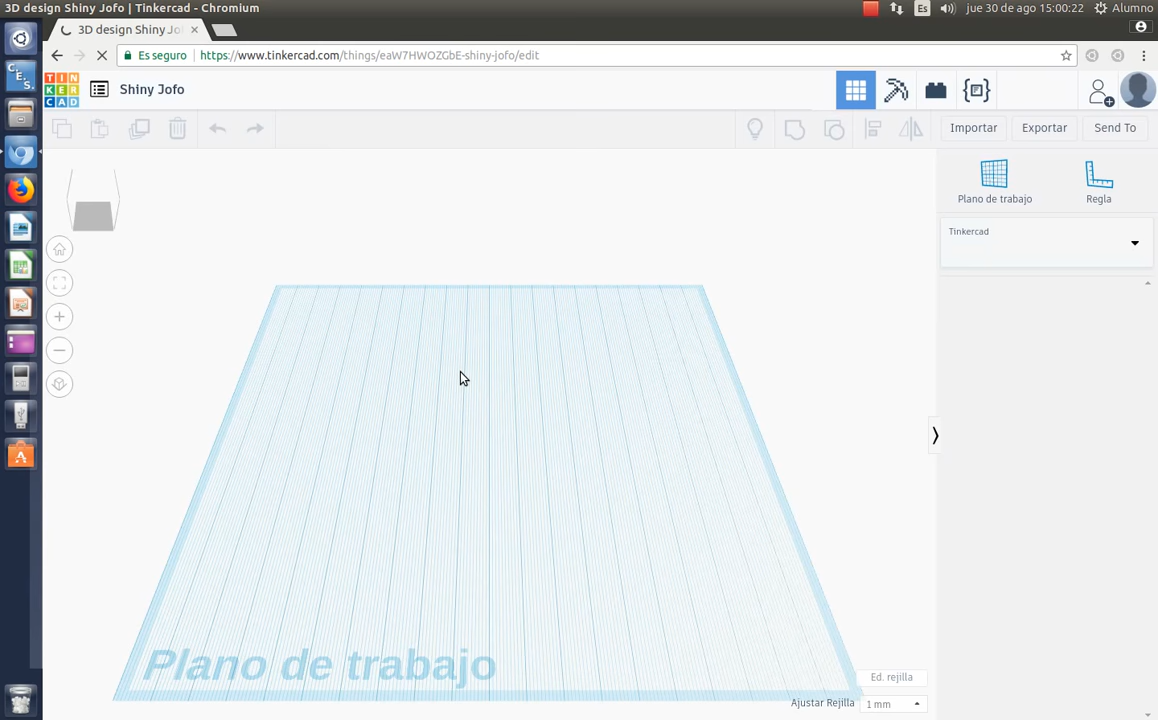 3D design Shiny Jofo | Tinkercad - Chromium
Es
jue 30 de ago 15:00:22
Alumno
3D design Shiny Jo
Es seguro
https://www.tinkercad.com/things/eaW7HWOZGbE-shiny-jofo/edit
TIN
KER
CAD
Shiny Jofo
Importar
Exportar
Send To
Plano de trabajo
Regla
Tinkercad
Plano de trabajo
Ed. rejilla
Ajustar Rejilla
1 mm